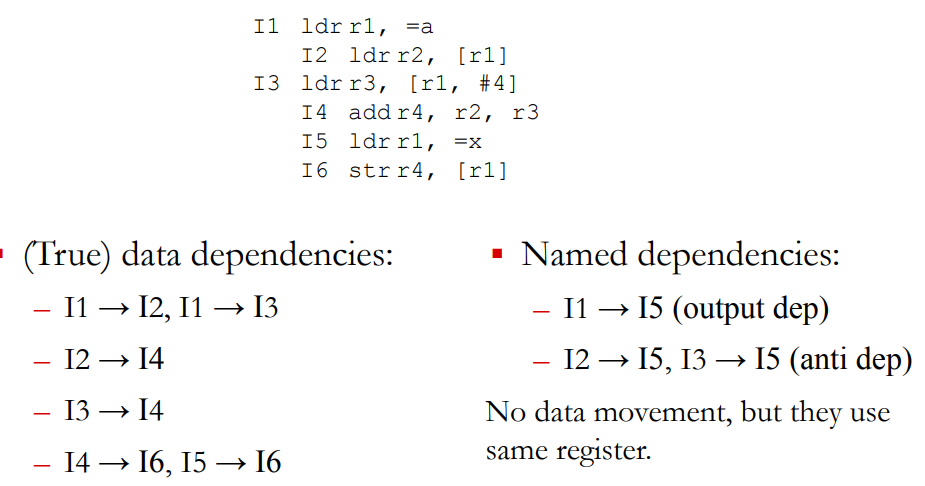 I1 ldr r1, =a
I2 ldr r2, [r1]
I3 ldr r3, [r1, #4]
I4 add r4, r2, r3
I5 ldr r1, =x
I6 str r4, [r1]
▪ (True) data dependencies:
– I1 → I2, I1 → I3
– I2 → I4
– I3 → I4
– I4 → I6, I5 → I6
▪ Named dependencies:
– I1 → I5 (output dep)
– I2 → I5, I3 → I5 (anti dep)
No data movement, but they use
same register.